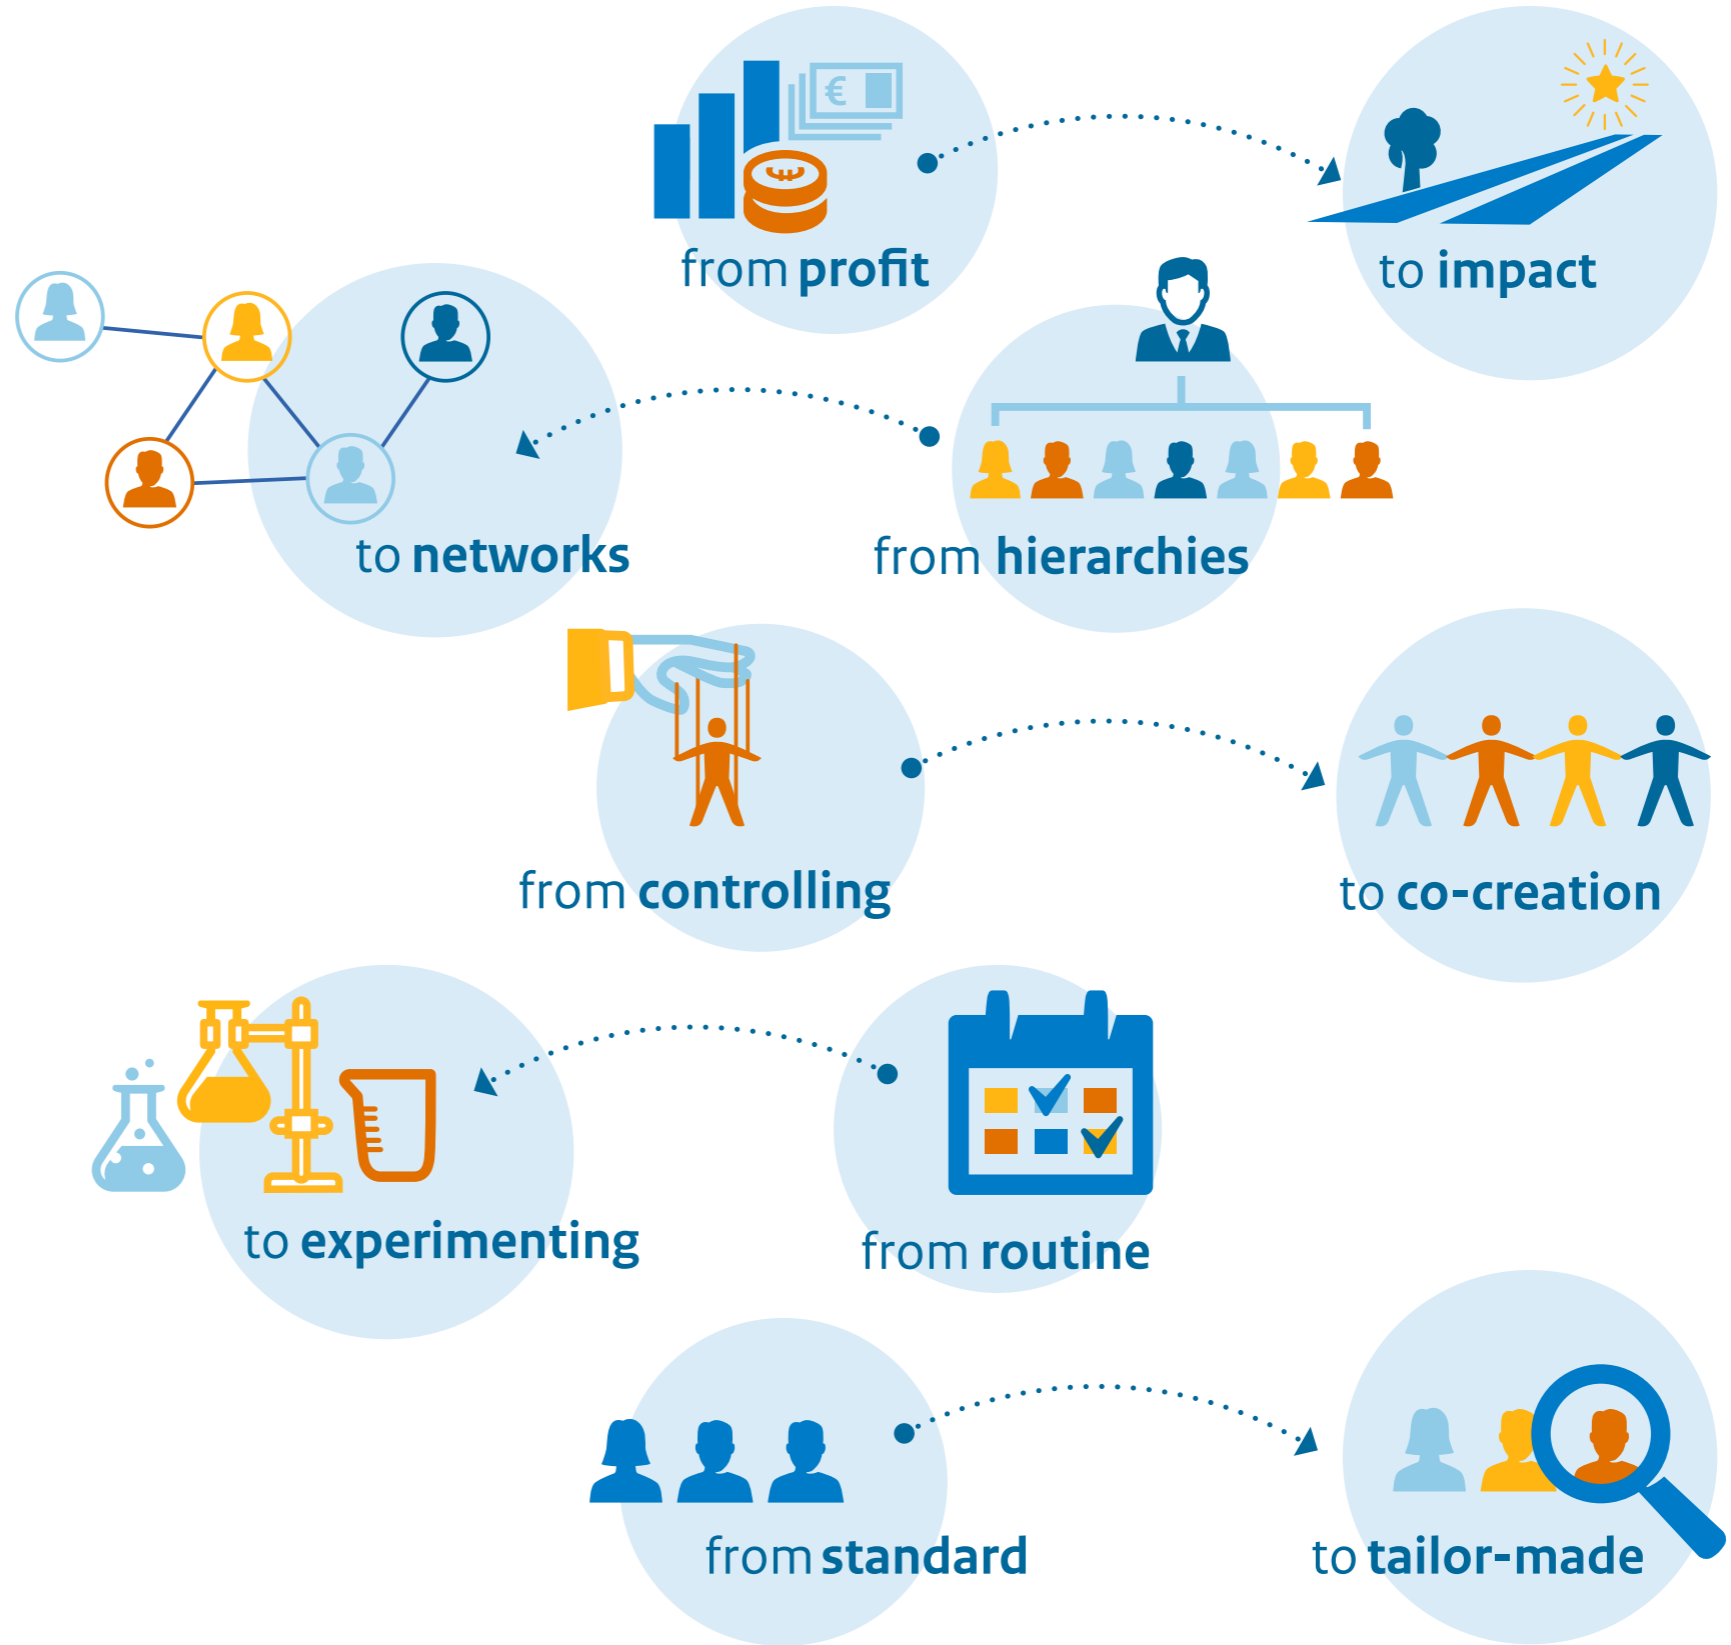 €
from profit
to impact
to networks
from hierarchies
from controlling
to co-creation
to experimenting
from routine
from standard
to tailor-made